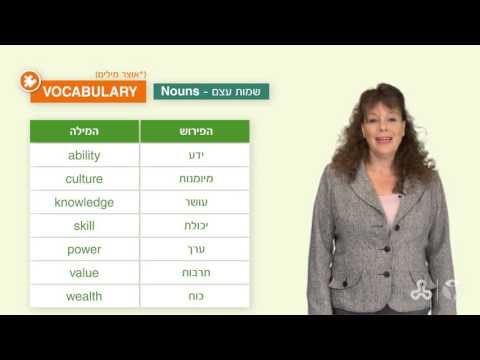 (*אוצר מילים)
VOCABULARY
Nouns - שמות עצם
המילה הפירוש
ability ידע
culture מיומנות
knowledge עושר
skill יכולת
power ערך
value תרבות
wealth כוח